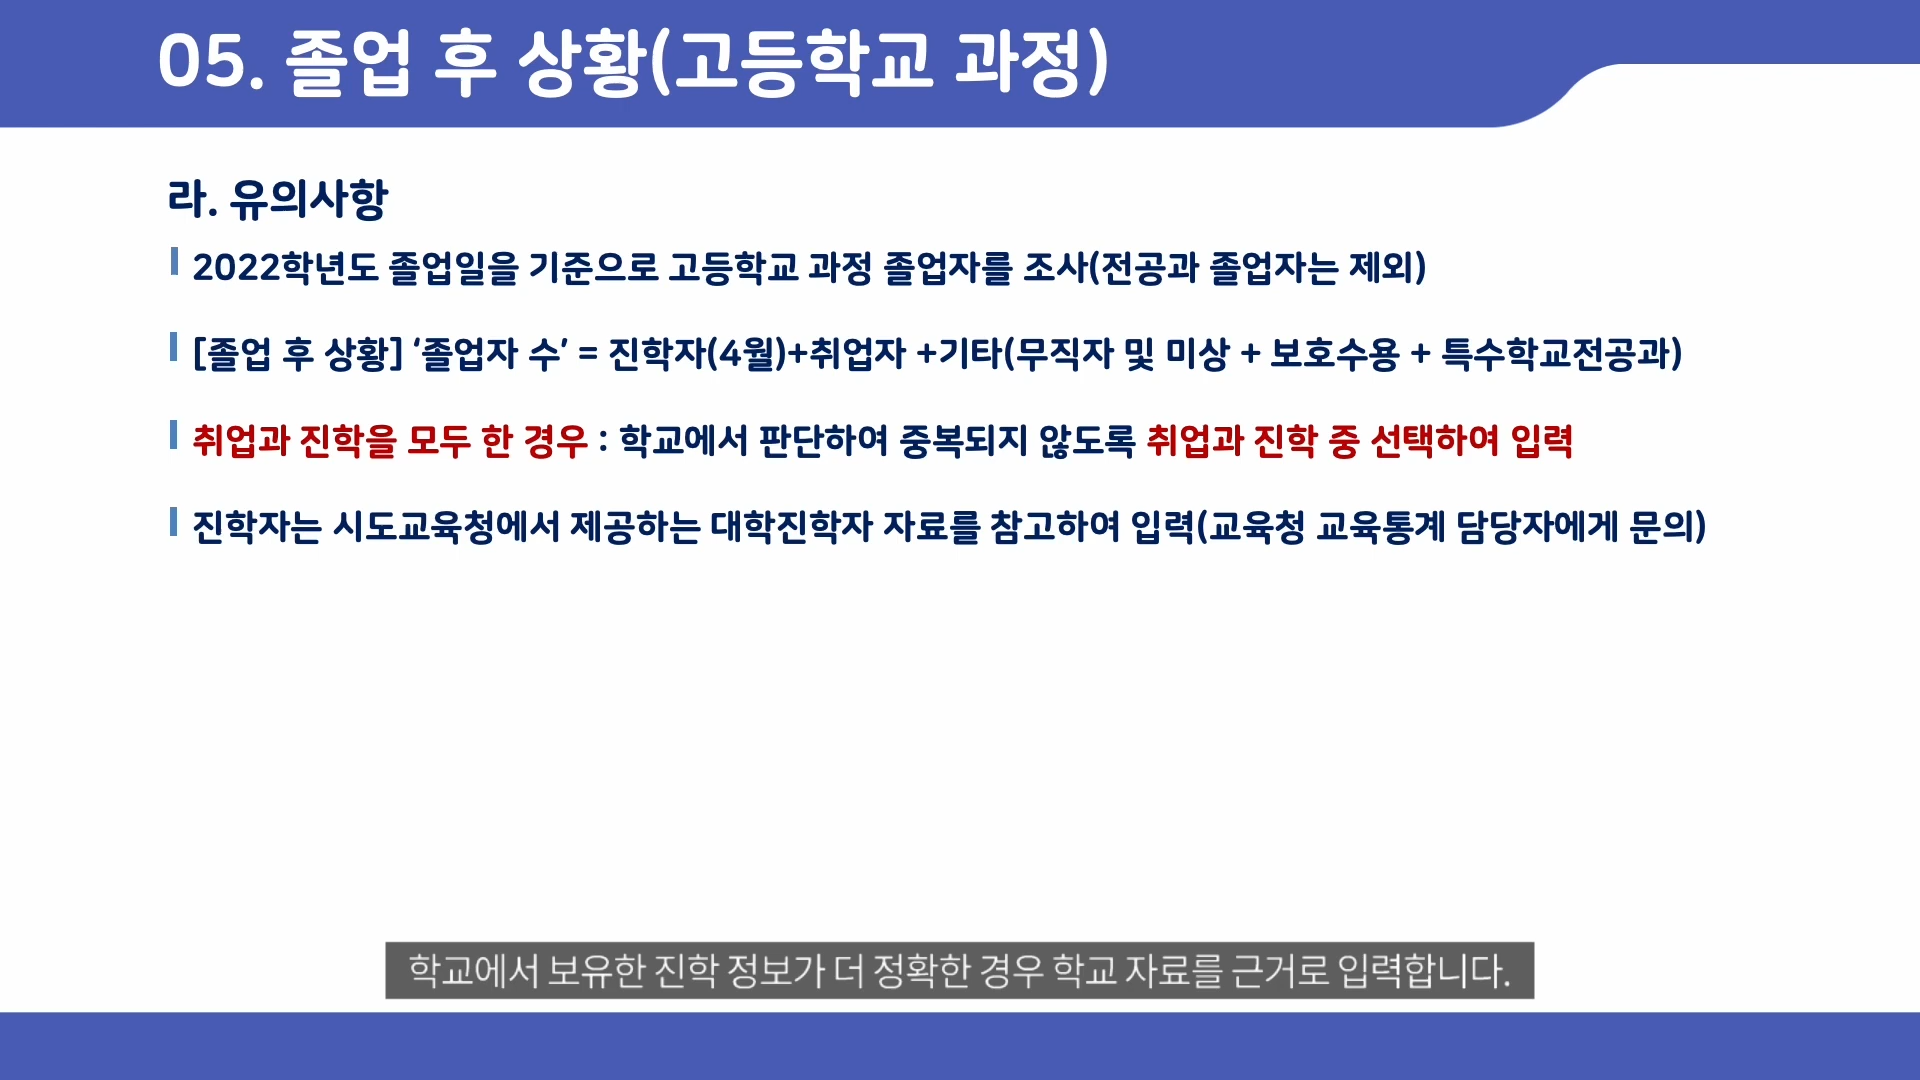 05. 졸업 후 상황(고등학교 과정)
라. 유의사항
2022학년도 졸업일을 기준으로 고등학교 과정 졸업자를 조사(전공과 졸업자는 제외)
[졸업 후 상황] ‘졸업자 수’ = 진학자(4월)+취업자 +기타(무직자 및 미상 + 보호수용 + 특수학교전공과)
취업과 진학을 모두 한 경우 : 학교에서 판단하여 중복되지 않도록 취업과 진학 중 선택하여 입력
진학자는 시도교육청에서 제공하는 대학진학자 자료를 참고하여 입력(교육청 교육통계 담당자에게 문의)
학교에서 보유한 진학 정보가 더 정확한 경우 학교 자료를 근거로 입력합니다.